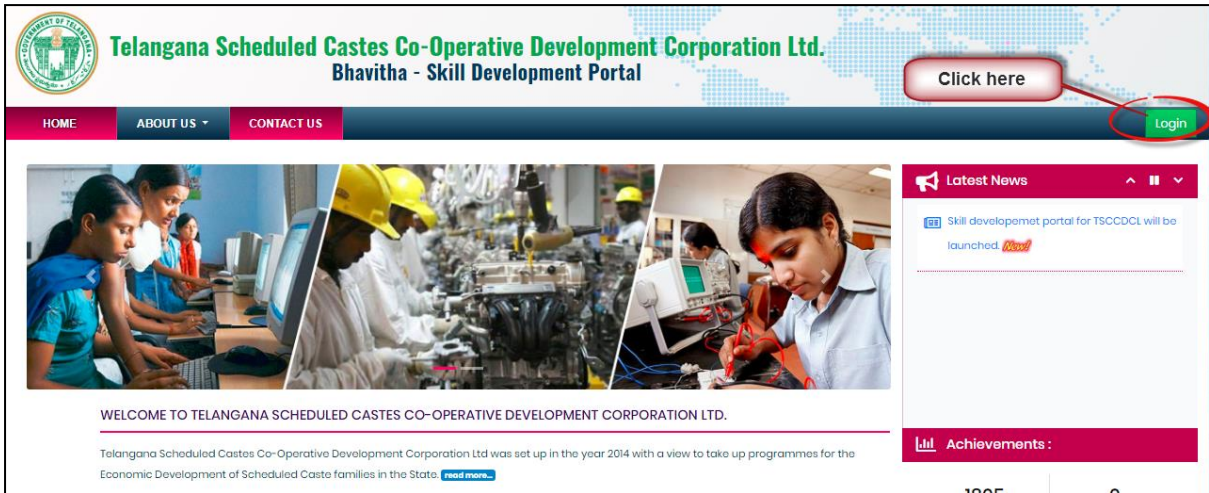 Telangana Scheduled Castes Co-Operative Development Corporation Ltd.
Bhavitha - Skill Development Portal
Click here
HOME
ABOUT US
CONTACT US
Login
Latest News
Skill developemet portal for TSCCDCL will be
launched. New!
WELCOME TO TELANGANA SCHEDULED CASTES CO-OPERATIVE DEVELOPMENT CORPORATION LTD.
Telangana Scheduled Castes Co-Operative Development Corporation Ltd was set up in the year 2014 with a view to take up programmes for the
Economic Development of Scheduled Caste families in the State. read more...
Achievements :